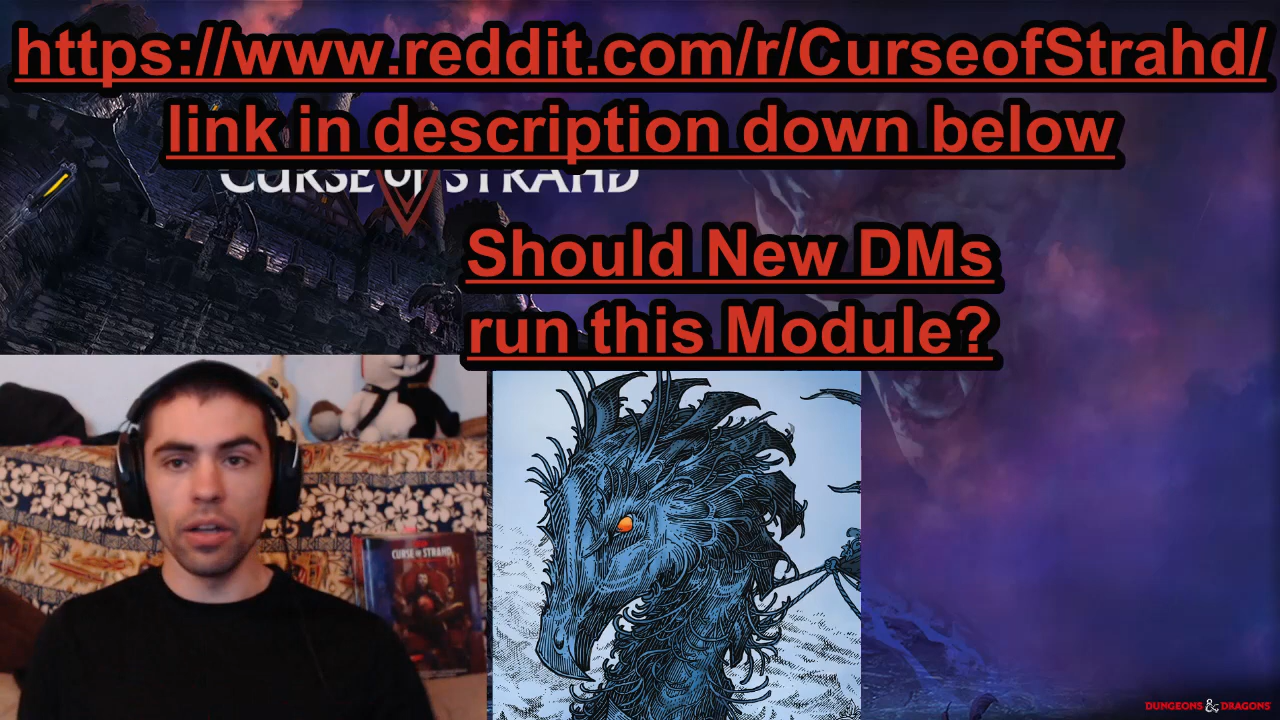 https://www.reddit.com/r/CurseofStrahd/
link in description down below
CURSE OF STRAHD
Should New DMs
run this Module?
CURSE OF STRAHD
DUNGEONS & DRAGONS